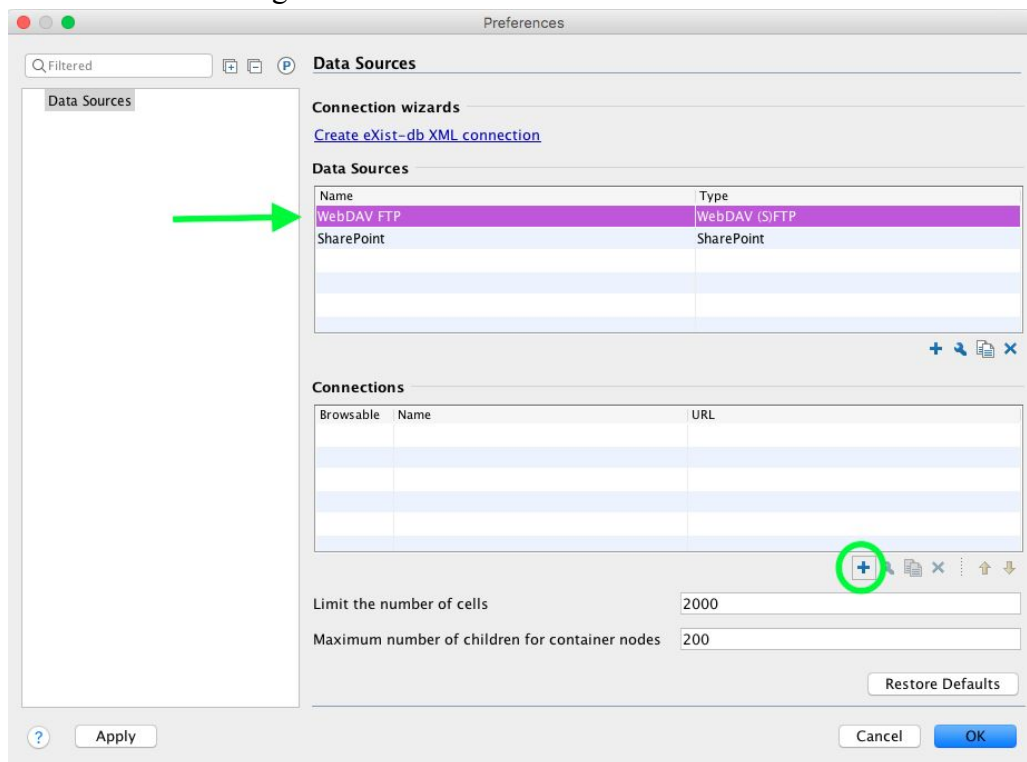 Preferences
Filtered
P
Data Sources
Data Sources
Connection wizards
Create eXist-db XML connection
Data Sources
Name Type
WebDAV FTP WebDAV (S)FTP
SharePoint SharePoint
Connections
Browsable Name URL
Limit the number of cells 2000
Maximum number of children for container nodes 200
Restore Defaults
? Apply Cancel OK